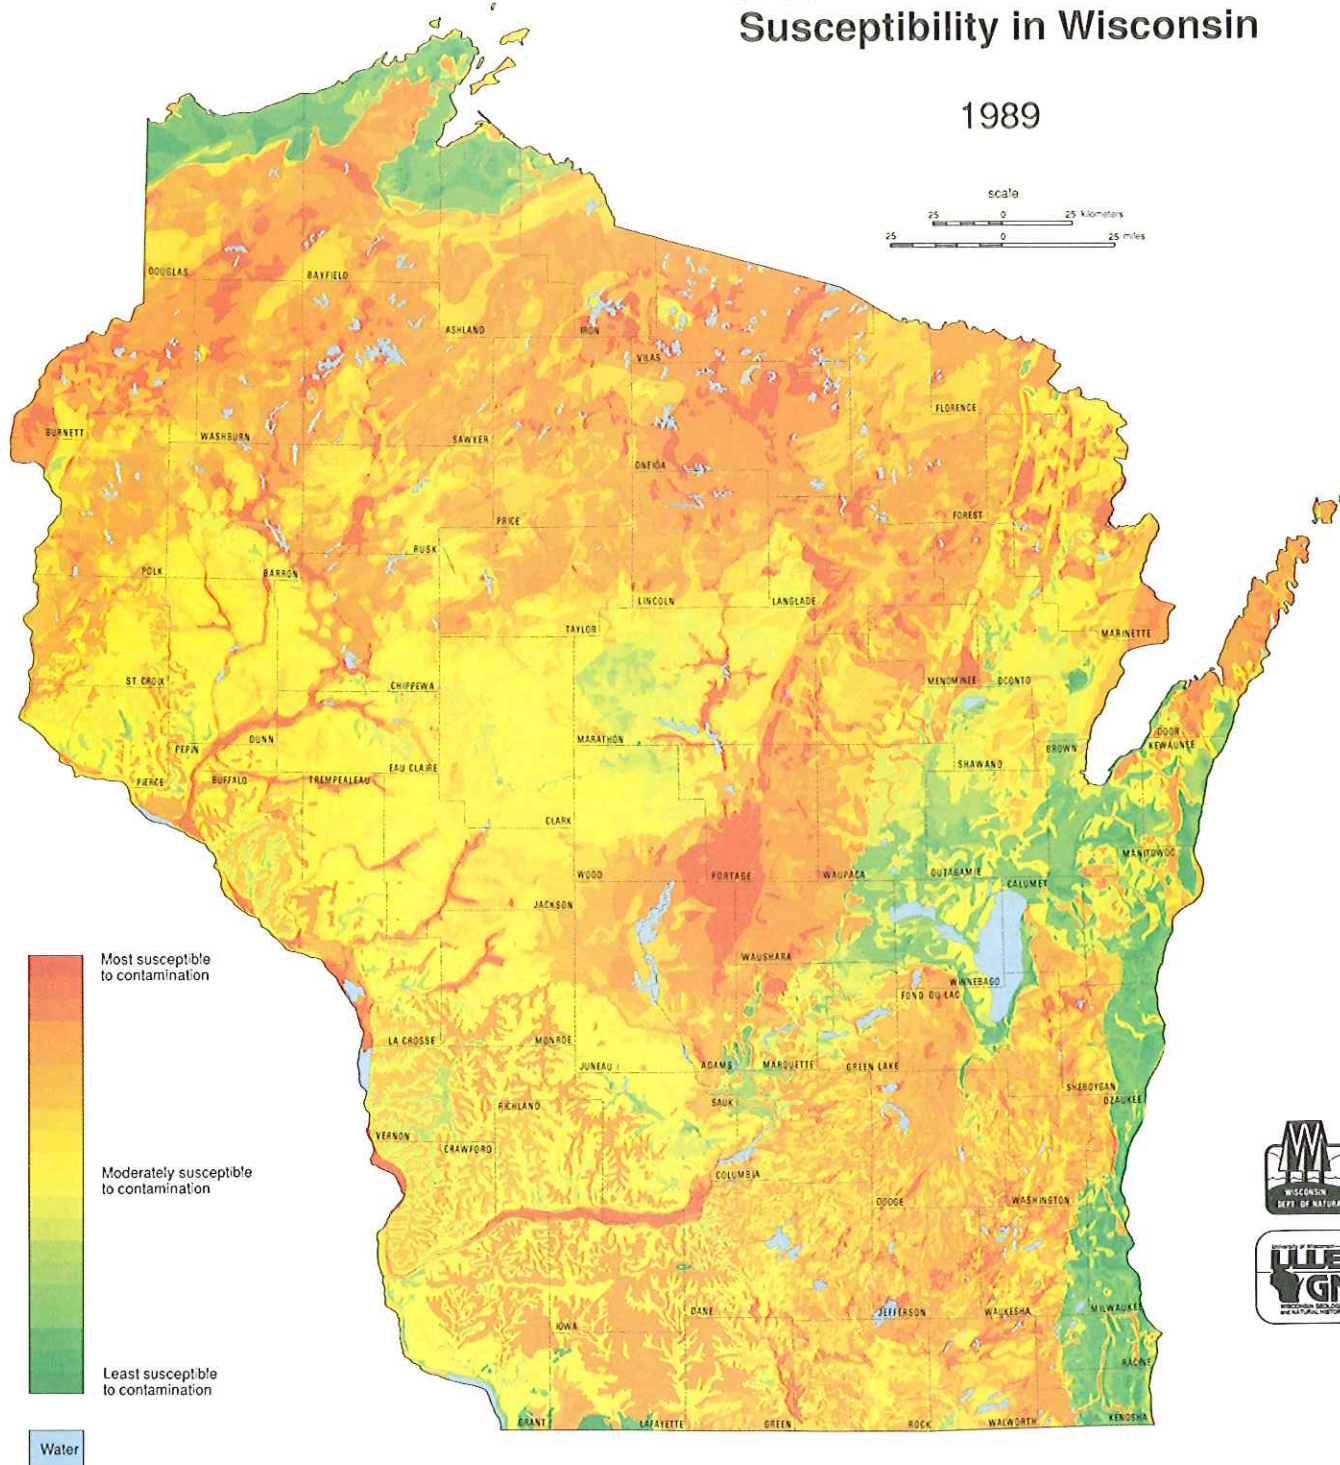 Susceptibility in Wisconsin
1989
scale
25 0 25 kilometers
25 0 25 miles
DOUGLAS
BAYFIELD
ASHLAND
IRON
VILAS
FLORENCE
BURNETT
WASHBURN
SAWYER
ONEIDA
PRICE
FOREST
RUSK
POLK
BARRON
LINCOLN
LANGLADE
TAYLOR
MARINETTE
ST. CROIX
CHIPPEWA
MENOMINEE
OCONTO
DOOR
PEPIN
DUNN
MARATHON
BROWN
KEWAUNEE
EAU CLAIRE
SHAWANO
PIERCE
BUFFALO
TREMPEALEAU
CLARK
MANITOWOC
WOOD
PORTAGE
WAUPACA
OUTAGAMIE
CALUMET
JACKSON
WAUSHARA
WINNEBAGO
FOND DU LAC
Most susceptible
to contamination
LA CROSSE
MONROE
JUNEAU
ADAMS
MARQUETTE
GREEN LAKE
SHEBOYGAN
OZAUKEE
RICHLAND
SAUK
VERNON
CRAWFORD
Moderately susceptible
to contamination
COLUMBIA
DODGE
WASHINGTON
WISCONSIN
DEPT. OF NATURA
DANE
JEFFERSON
WAUKESHA
MILWAUKEE
IOWA
RACINE
Least susceptible
to contamination
GRANT
LAFAYETTE
GREEN
ROCK
WALWORTH
KENOSHA
Water